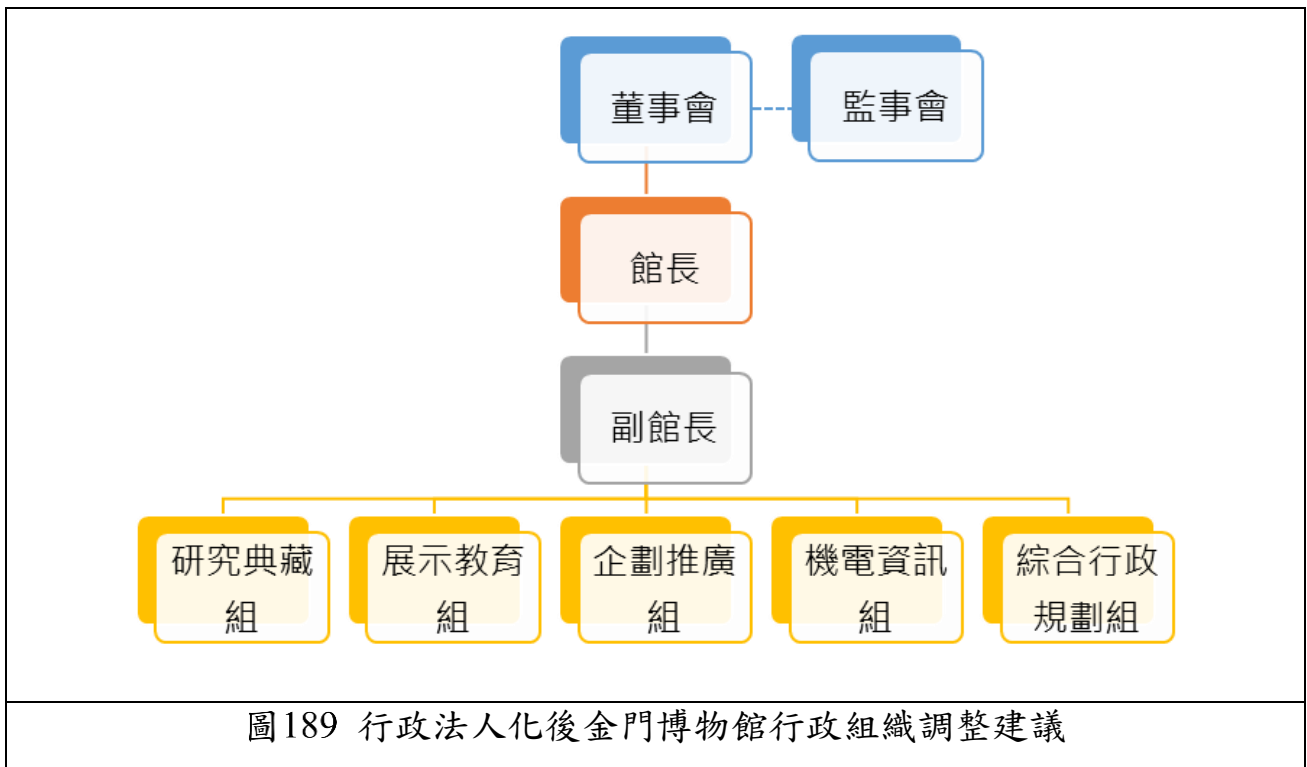 董事會
監事會
館長
副館長
研究典藏
組
展示教育
組
企劃推廣
組
機電資訊
組
綜合行政
規劃組
圖189 行政法人化後金門博物館行政組織調整建議